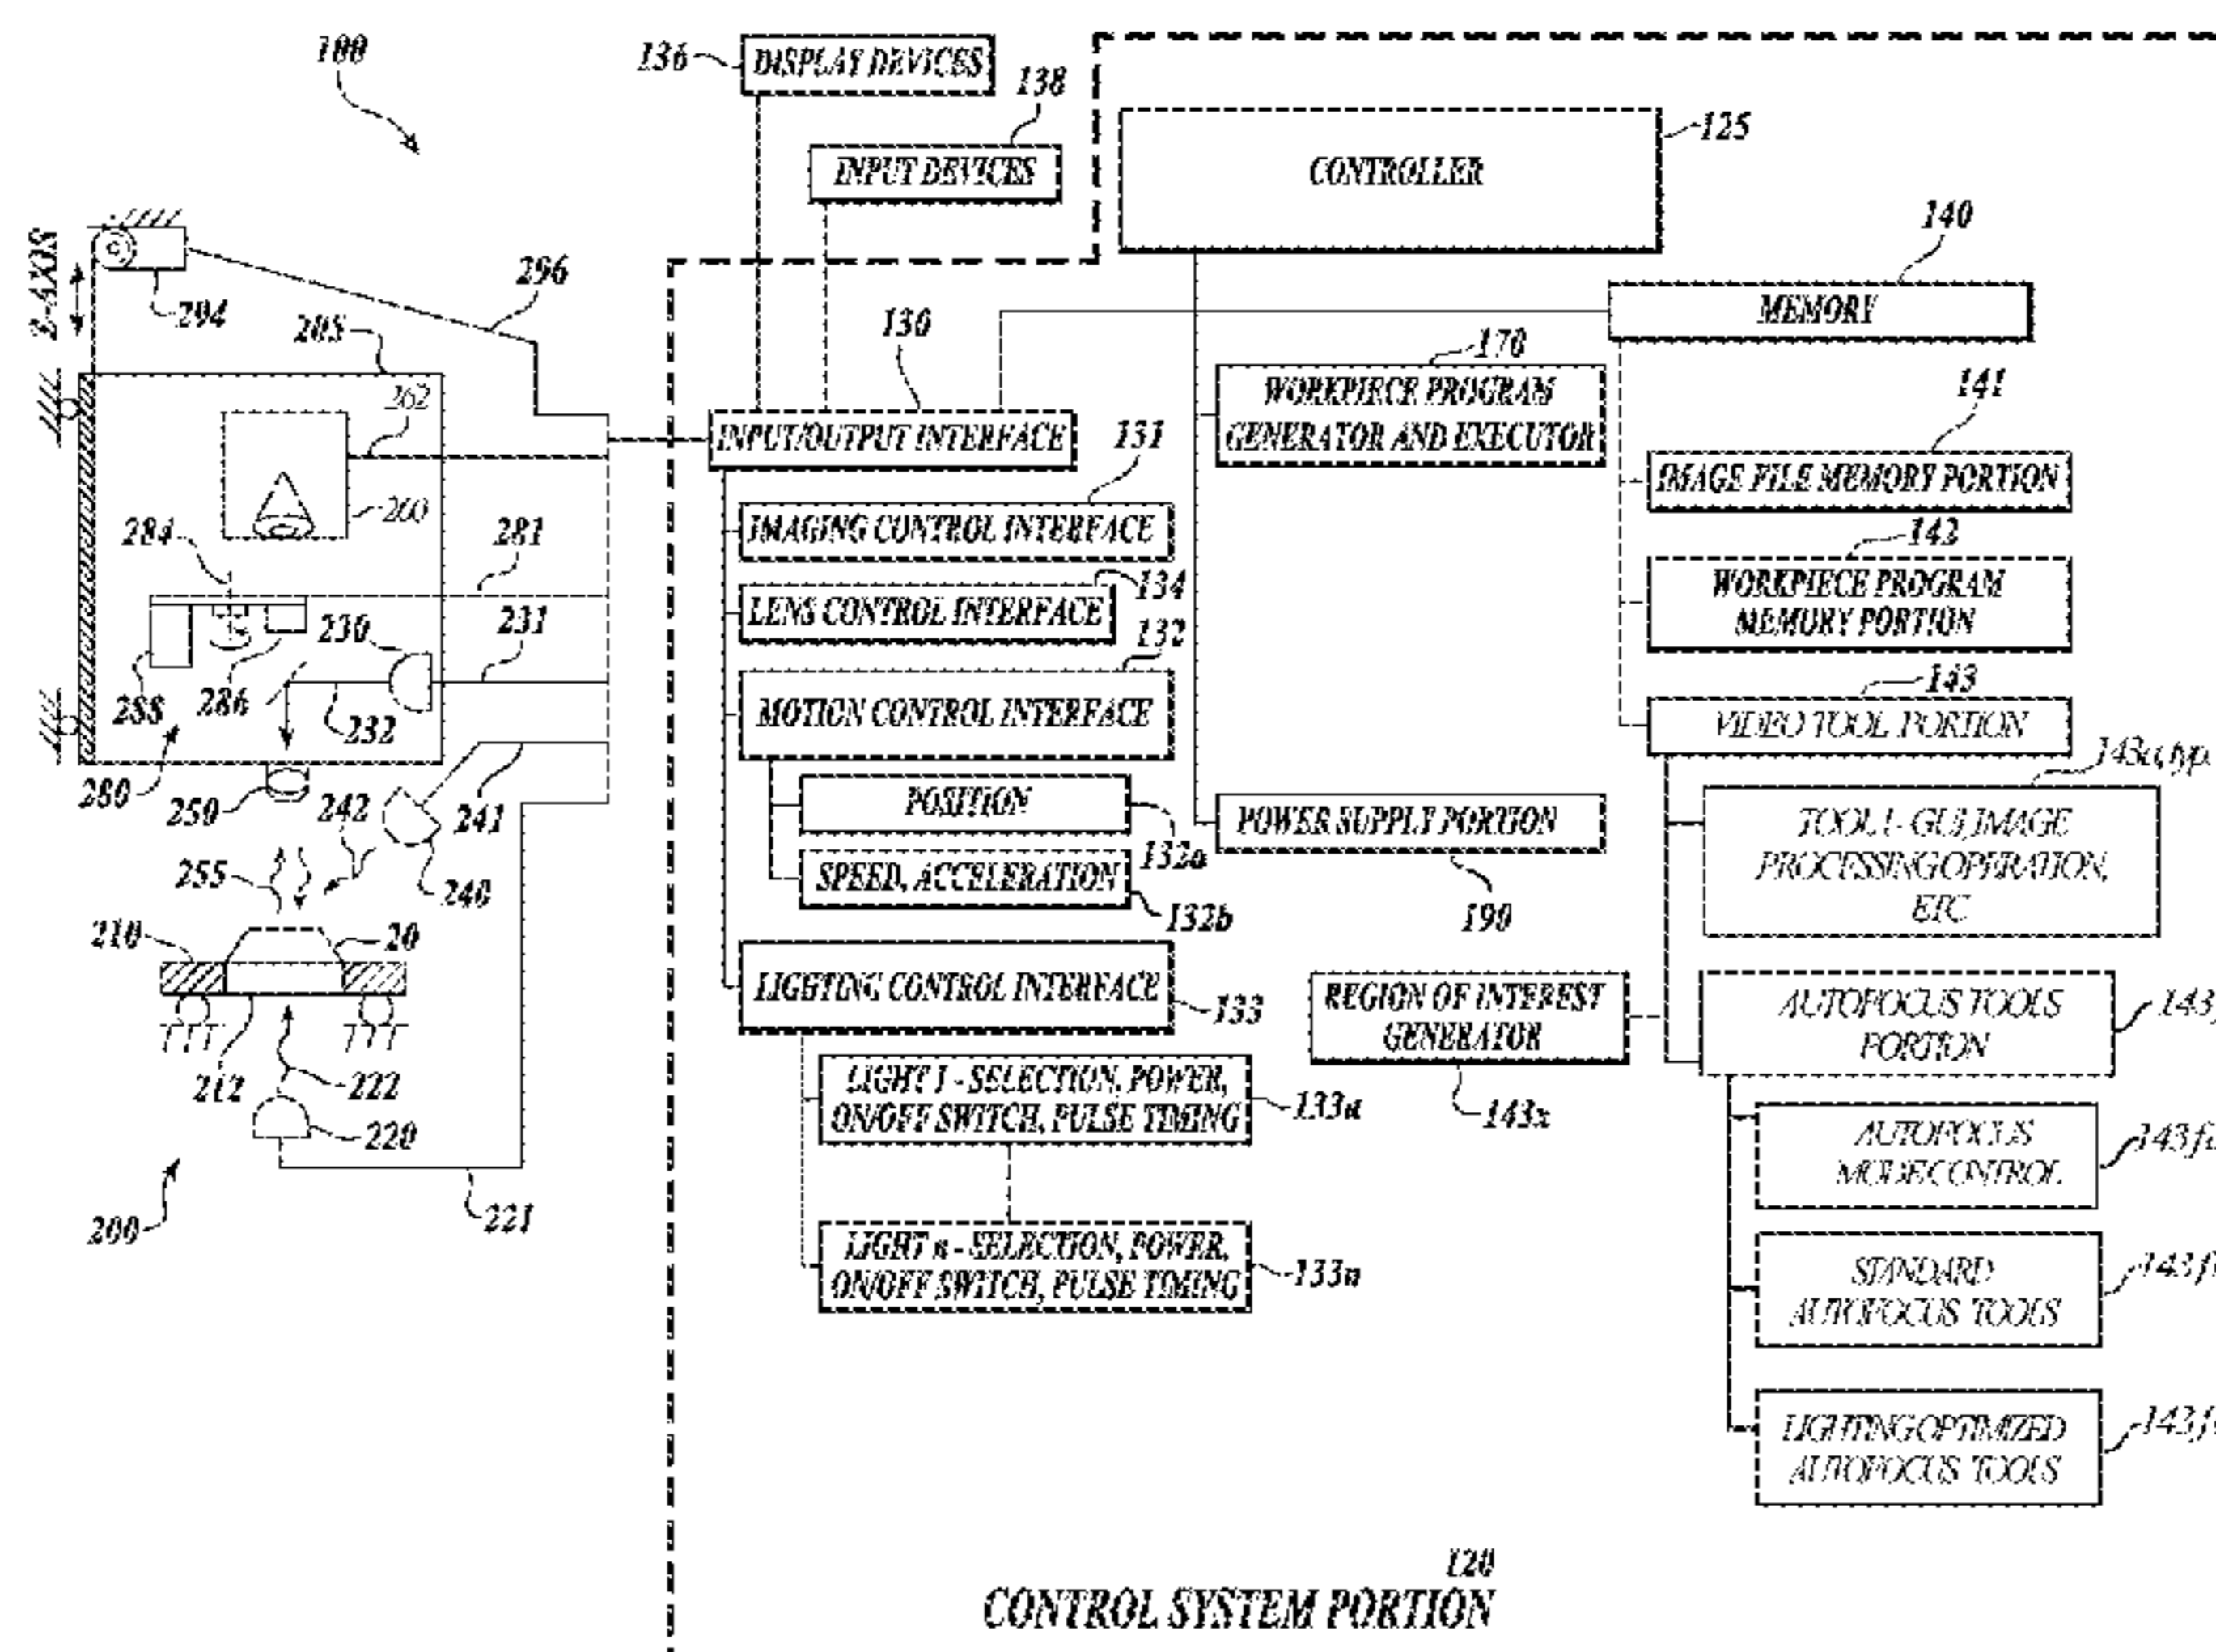 100
136
DISPLAY DEVICES
138
INPUT DEVICES
CONTROLLER
125
Z-AXIS
294
296
205
262
260
284
281
230
231
288
286
232
280
250
242
241
240
255
210
20
212
222
220
221
200
130
INPUT/OUTPUT INTERFACE
131
IMAGING CONTROL INTERFACE
134
LENS CONTROL INTERFACE
132
MOTION CONTROL INTERFACE
POSITION
132a
SPEED, ACCELERATION
132b
LIGHTING CONTROL INTERFACE
133
LIGHT 1 - SELECTION, POWER,
ON/OFF SWITCH, PULSE TIMING
133a
LIGHT n - SELECTION, POWER,
ON/OFF SWITCH, PULSE TIMING
133n
170
WORKPIECE PROGRAM
GENERATOR AND EXECUTOR
POWER SUPPLY PORTION
190
140
MEMORY
141
IMAGE FILE MEMORY PORTION
142
WORKPIECE PROGRAM
MEMORY PORTION
143
VIDEO TOOL PORTION
143a, typ.
TOOL 1 - GUI, IMAGE
PROCESSING OPERATION,
ETC
REGION OF INTEREST
GENERATOR
143x
AUTOFOCUS TOOLS
PORTION
AUTOFOCUS
MODE CONTROL
STANDARD
AUTOFOCUS TOOLS
LIGHTING OPTIMIZED
AUTOFOCUS TOOLS
120
CONTROL SYSTEM PORTION